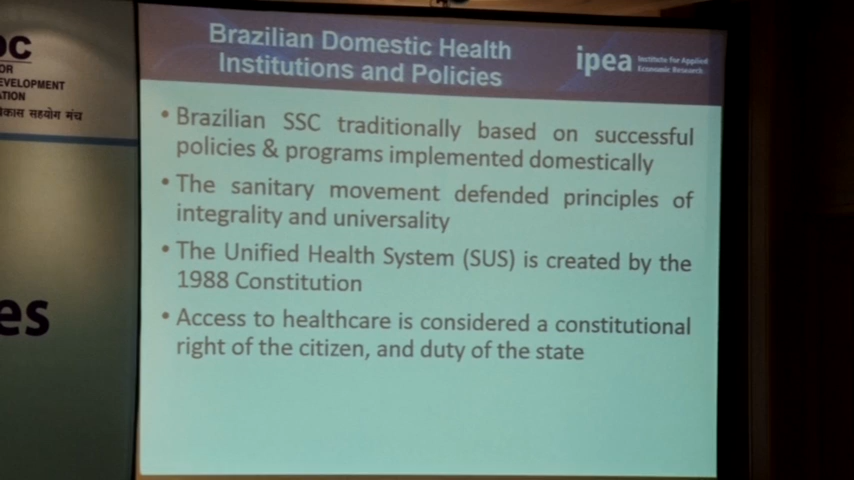 DC
OR
EVELOPMENT
ATION
विकास सहयोग मंच
es
Brazilian Domestic Health
Institutions and Policies
ipea
Institute for Applied
Economic Research
• Brazilian SSC traditionally based on successful
policies & programs implemented domestically
• The sanitary movement defended principles of
integrality and universality
• The Unified Health System (SUS) is created by the
1988 Constitution
• Access to healthcare is considered a constitutional
right of the citizen, and duty of the state